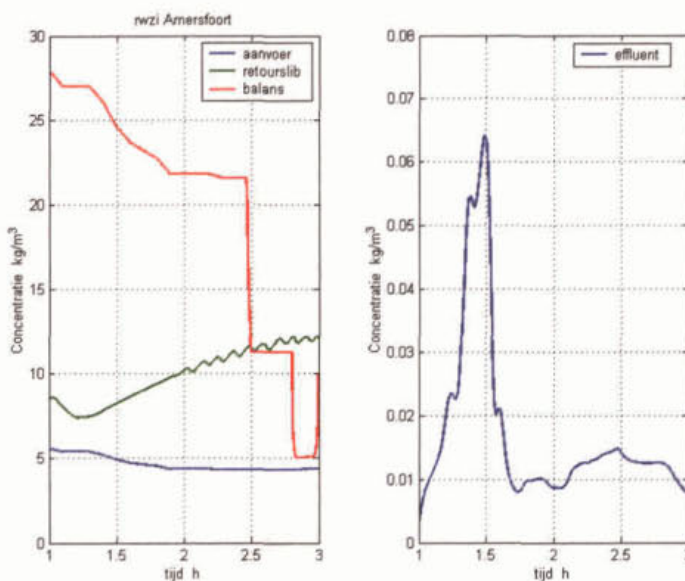 rwzi Amersfoort
aanvoer
retourslib
balans
Concentratie kg/m³
30
25
20
15
10
5
0
1
1.5
2
2.5
3
tijd h
effluent
Concentratie kg/m³
0.08
0.07
0.06
0.05
0.04
0.03
0.02
0.01
0
1
1.5
2
2.5
3
tijd h